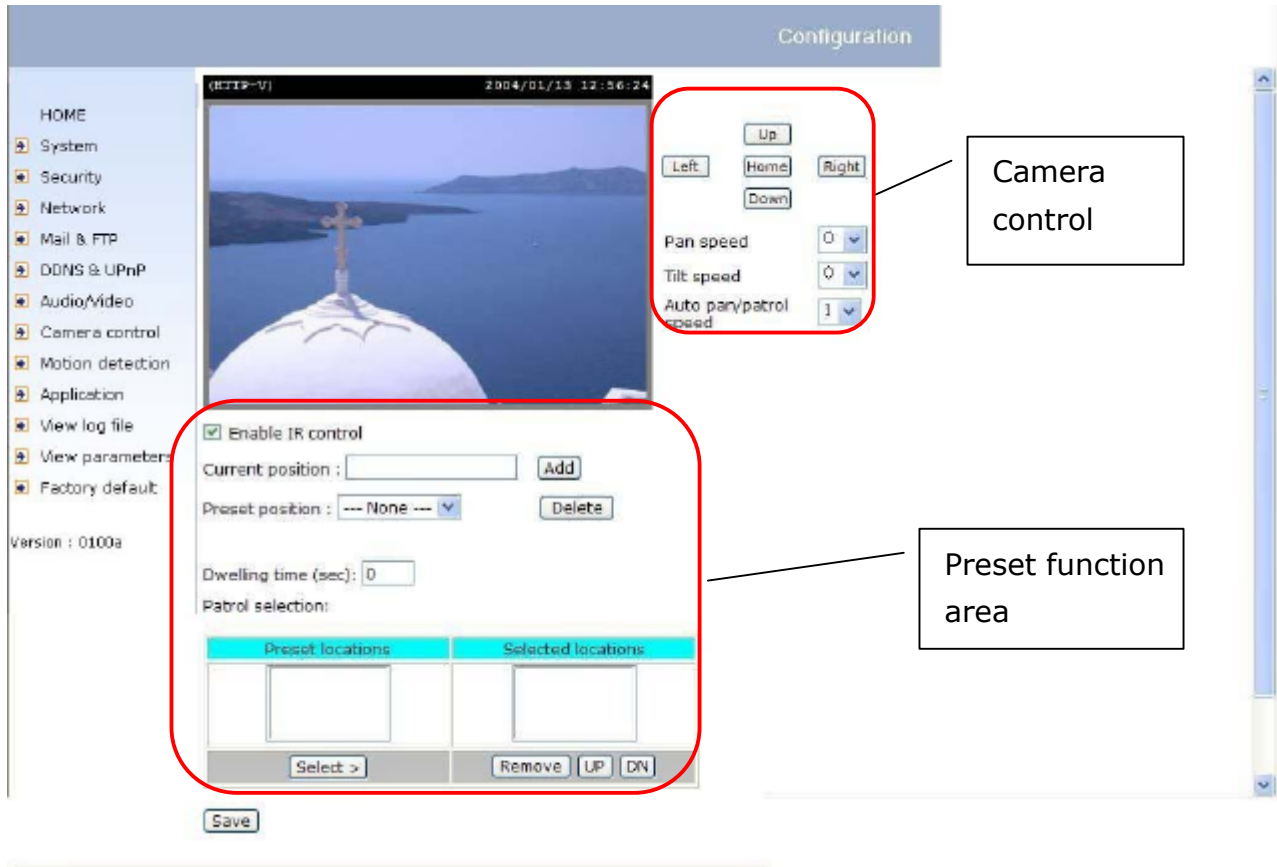 Configuration
(HTTP-V) 2004/01/13 12:56:24
HOME
System
Security
Network
Mail & FTP
DDNS & UPnP
Audio/Video
Camera control
Motion detection
Application
View log file
View parameters
Factory default
Version : 0100a
Up
Left Home Right
Down
Pan speed 0
Tilt speed 0
Auto pan/patrol speed 1
Camera control
Enable IR control
Current position : Add
Preset position : --- None --- Delete
Dwelling time (sec): 0
Patrol selection:
Preset locations Selected locations
Select > Remove UP DN
Save
Preset function area